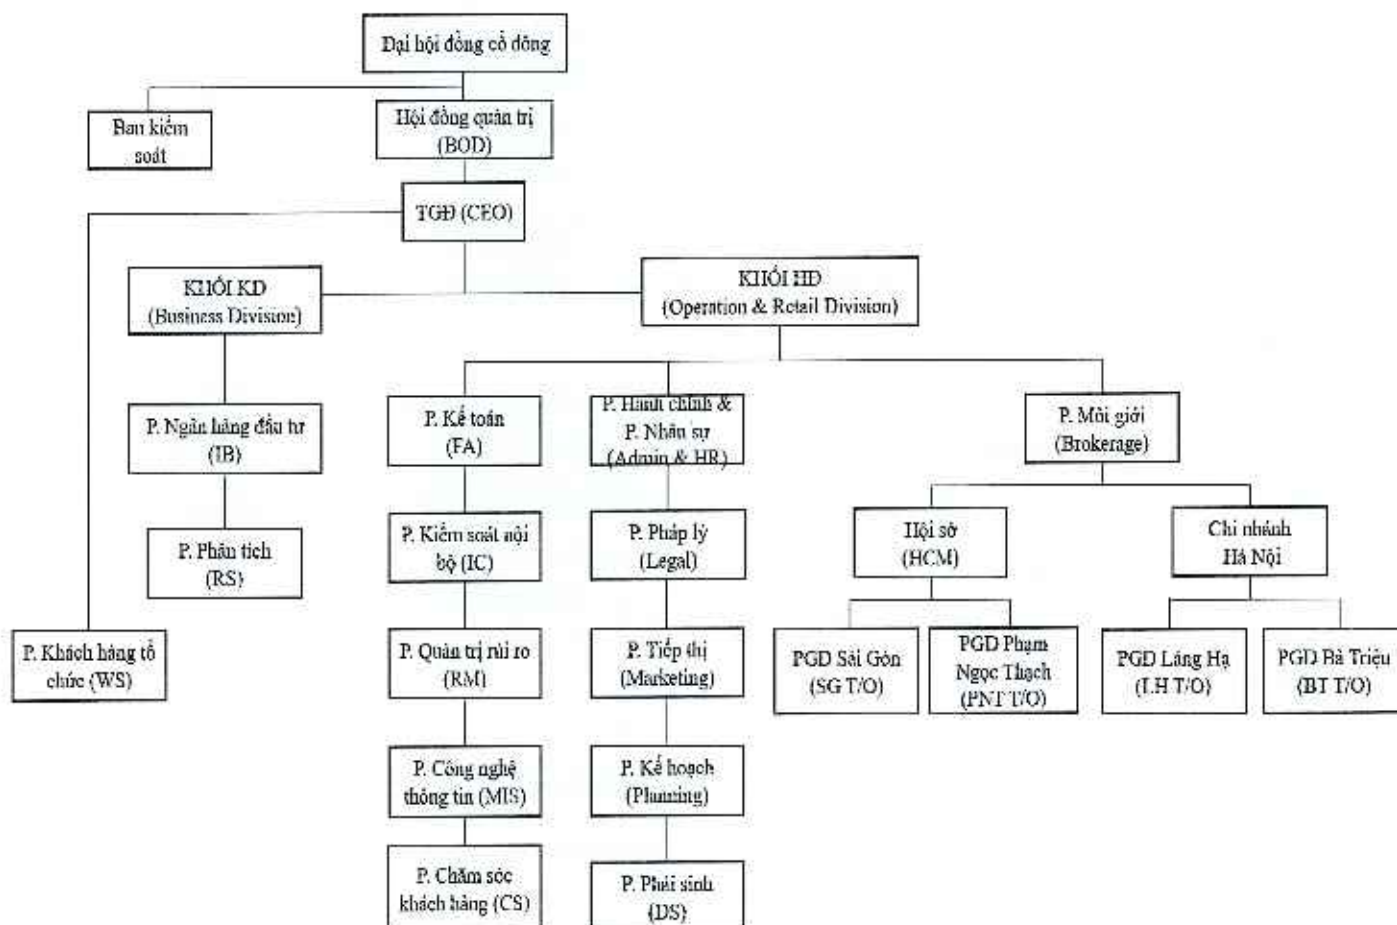 Đại hội đồng cổ đông
Ban kiểm
soát
Hội đồng quản trị
(BOD)
TGĐ (CEO)
KHỐI KD
(Business Division)
KHỐI HĐ
(Operation & Retail Division)
P. Ngân hàng đầu tư
(IB)
P. Phân tích
(RS)
P. Khách hàng tổ
chức (WS)
P. Kế toán
(FA)
P. Kiểm soát nội
bộ (IC)
P. Quản trị rủi ro
(RM)
P. Công nghệ
thông tin (MIS)
P. Chăm sóc
khách hàng (CS)
P. Hành chính &
P. Nhân sự
(Admin & HR)
P. Pháp lý
(Legal)
P. Tiếp thị
(Marketing)
P. Kế hoạch
(Planning)
P. Phái sinh
(DS)
P. Môi giới
(Brokerage)
Hội sở
(HCM)
Chi nhánh
Hà Nội
PGD Sài Gòn
(SG T/O)
PGD Phạm
Ngọc Thạch
(PNT T/O)
PGD Láng Hạ
(LH T/O)
PGD Bà Triệu
(BT T/O)